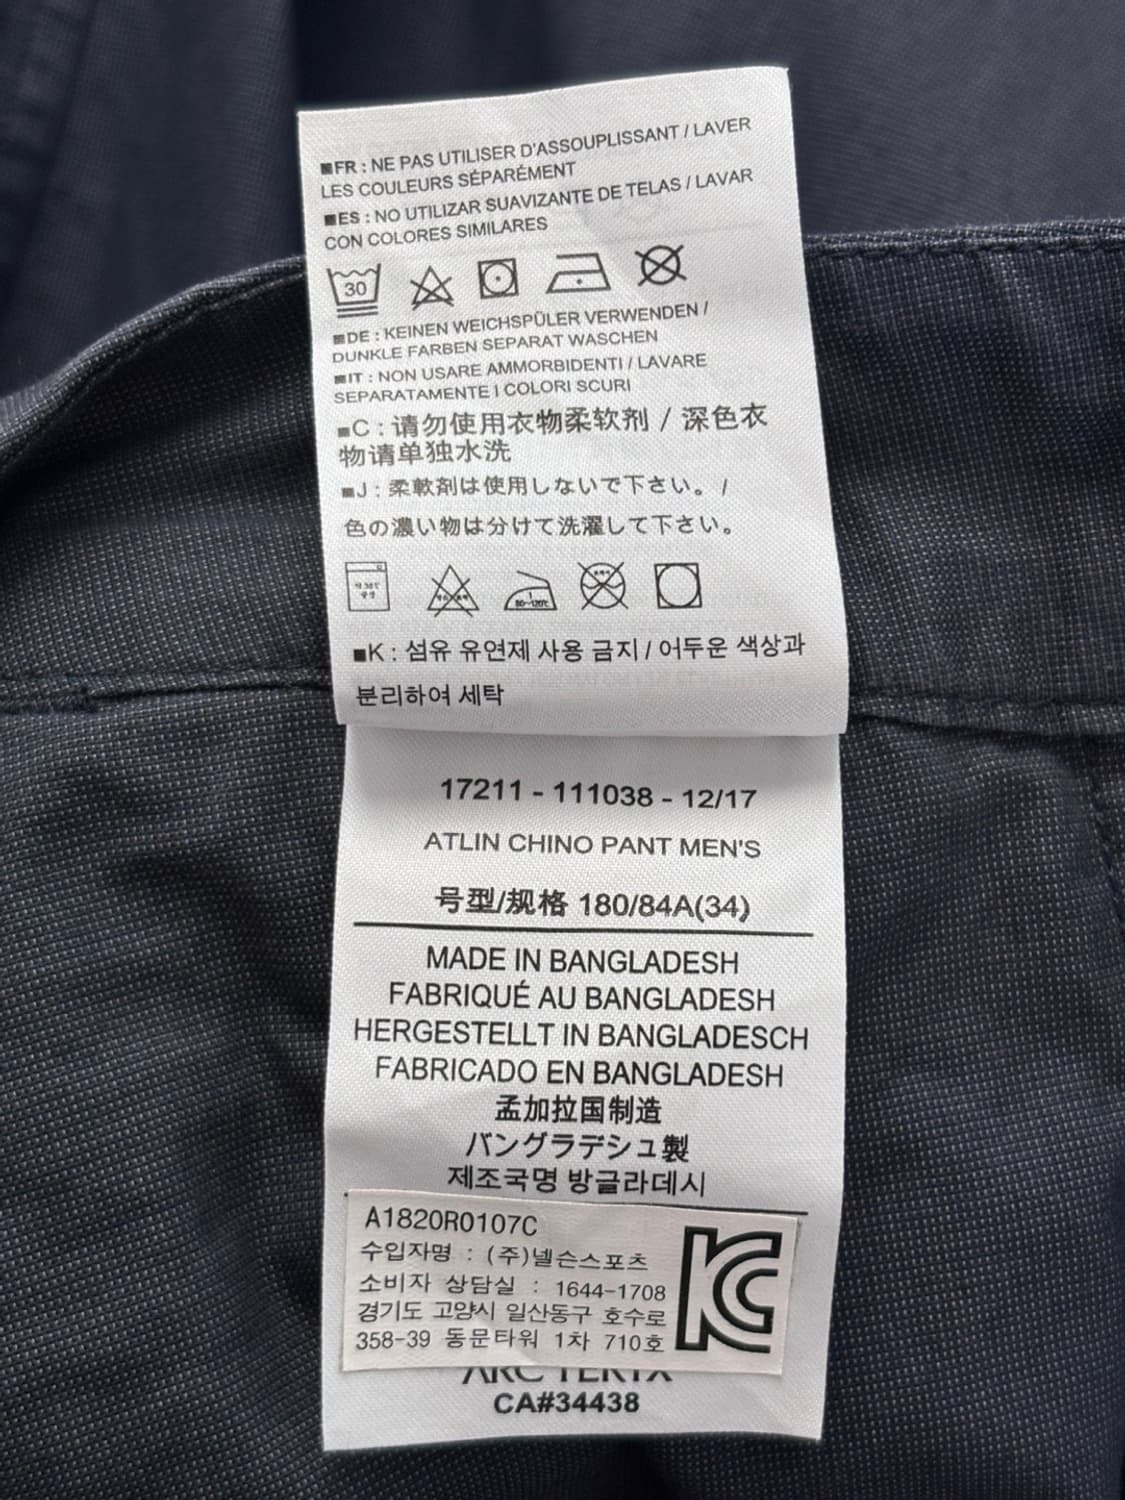 ■FR : NE PAS UTILISER D'ASSOUPLISSANT / LAVER
LES COULEURS SÉPARÉMENT
■ES : NO UTILIZAR SUAVIZANTE DE TELAS / LAVAR
CON COLORES SIMILARES
30
■DE : KEINEN WEICHSPÜLER VERWENDEN /
DUNKLE FARBEN SEPARAT WASCHEN
■IT : NON USARE AMMORBIDENTI / LAVARE
SEPARATAMENTE I COLORI SCURI
■C : 请勿使用衣物柔软剂 / 深色衣
物请单独水洗
■J : 柔軟剤は使用しないで下さい。 /
色の濃い物は分けて洗濯して下さい。
80~120℃
■K : 섬유 유연제 사용 금지 / 어두운 색상과
분리하여 세탁
17211 - 111038 - 12/17
ATLIN CHINO PANT MEN'S
号型/规格 180/84A(34)
MADE IN BANGLADESH
FABRIQUÉ AU BANGLADESH
HERGESTELLT IN BANGLADESCH
FABRICADO EN BANGLADESH
孟加拉国制造
バングラデシュ製
제조국명 방글라데시
A1820R0107C
수입자명 : (주)넬슨스포츠
소비자 상담실 : 1644-1708
경기도 고양시 일산동구 호수로
358-39 동문타워 1차 710호
ARC'TERYX
CA#34438